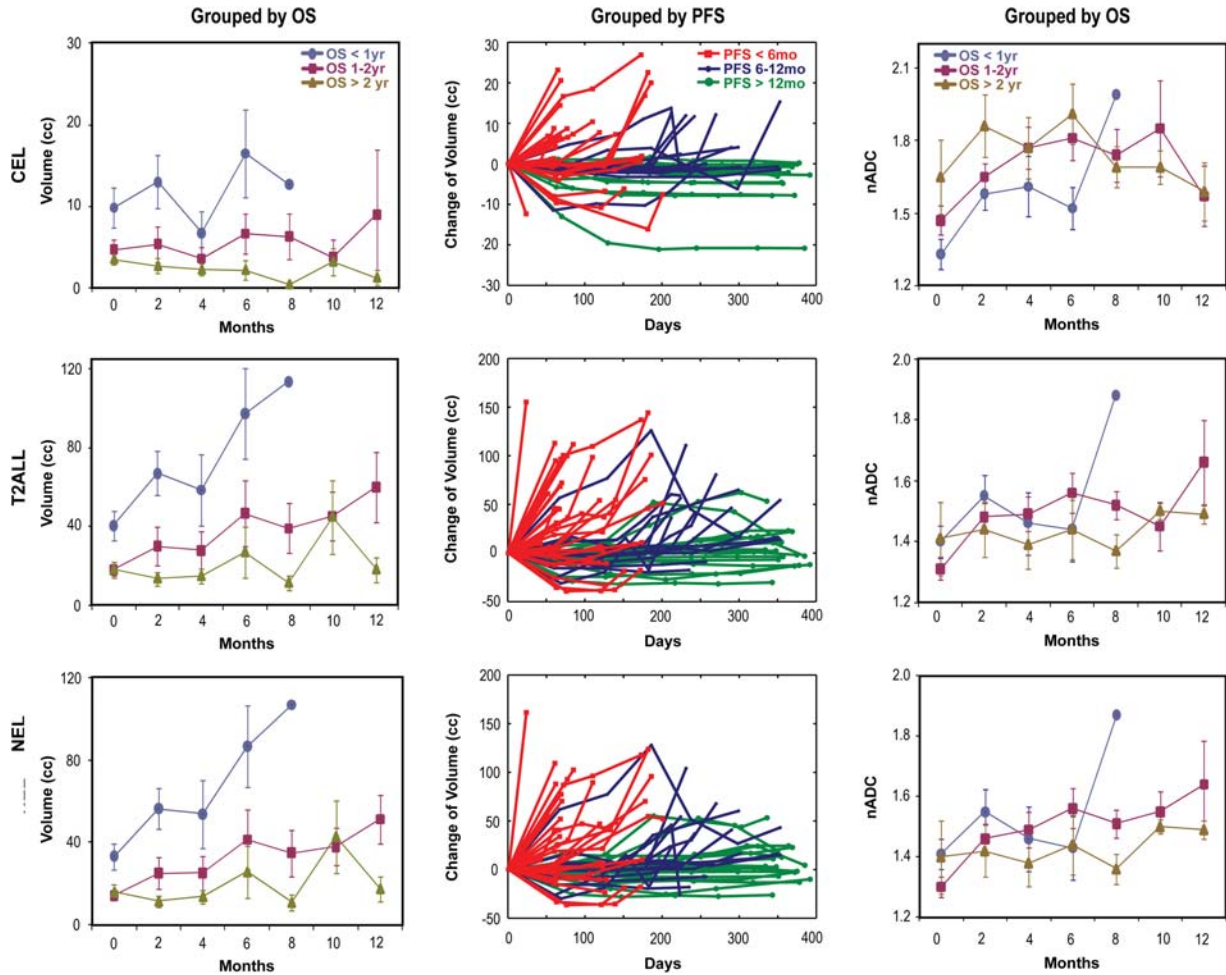 Grouped by OS
Grouped by PFS
Grouped by OS
CEL
Volume (cc)
30
20
10
0
OS < 1yr
OS 1-2yr
OS > 2 yr
0 2 4 6 8 10 12
Months
Change of Volume (cc)
30
20
10
0
-10
-20
-30
PFS < 6mo
PFS 6-12mo
PFS > 12mo
0 100 200 300 400
Days
nADC
2.1
1.8
1.5
1.2
OS < 1yr
OS 1-2yr
OS > 2 yr
0 2 4 6 8 10 12
Months
T2ALL
Volume (cc)
120
80
40
0
0 2 4 6 8 10 12
Months
Change of Volume (cc)
200
150
100
50
0
-50
0 100 200 300 400
Days
nADC
2.0
1.8
1.6
1.4
1.2
0 2 4 6 8 10 12
Months
NEL
Volume (cc)
120
80
40
0
0 2 4 6 8 10 12
Months
Change of Volume (cc)
200
150
100
50
0
-50
0 100 200 300 400
Days
nADC
2.0
1.8
1.6
1.4
1.2
0 2 4 6 8 10 12
Months